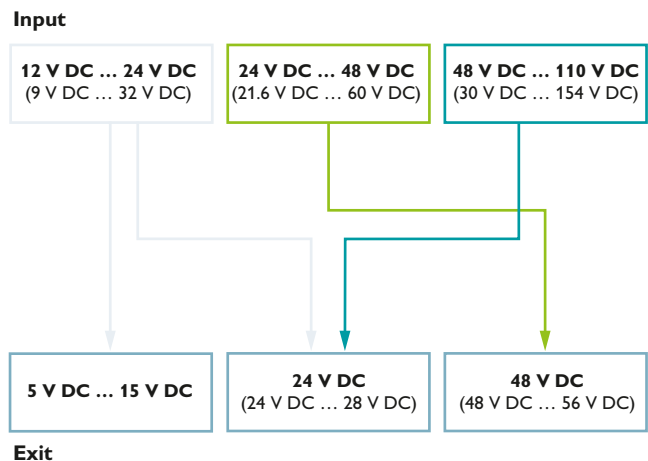 Input
12 V DC … 24 V DC
(9 V DC … 32 V DC)
24 V DC … 48 V DC
(21.6 V DC … 60 V DC)
48 V DC … 110 V DC
(30 V DC … 154 V DC)
5 V DC … 15 V DC
24 V DC
(24 V DC … 28 V DC)
48 V DC
(48 V DC … 56 V DC)
Exit